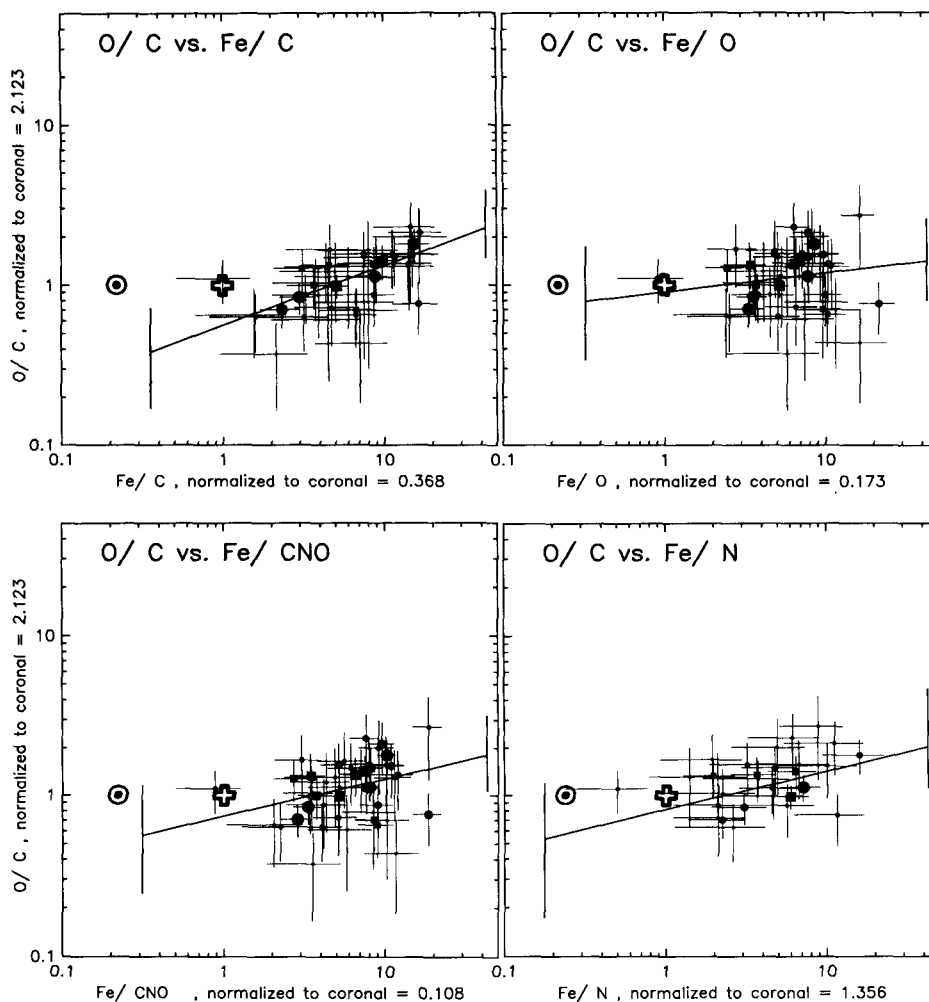 O/ C vs. Fe/ C
O/ C vs. Fe/ O
O/ C , normalized to coronal = 2.123
10
1
0.1
0.1
1
10
0.1
1
10
Fe/ C , normalized to coronal = 0.368
Fe/ O , normalized to coronal = 0.173
O/ C vs. Fe/ CNO
O/ C vs. Fe/ N
O/ C , normalized to coronal = 2.123
10
1
0.1
0.1
1
10
0.1
1
10
Fe/ CNO , normalized to coronal = 0.108
Fe/ N , normalized to coronal = 1.356